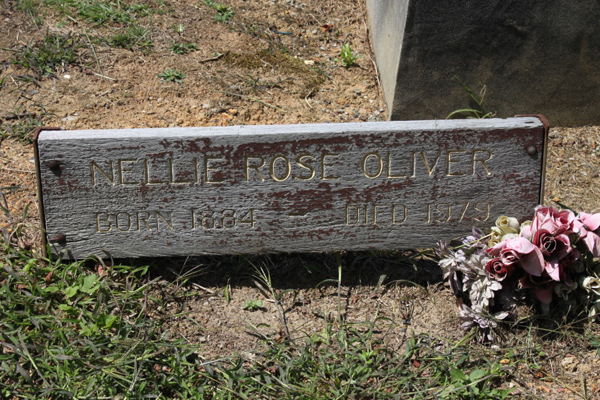 NELLIE ROSE OLIVER
BORN 1884 - DIED